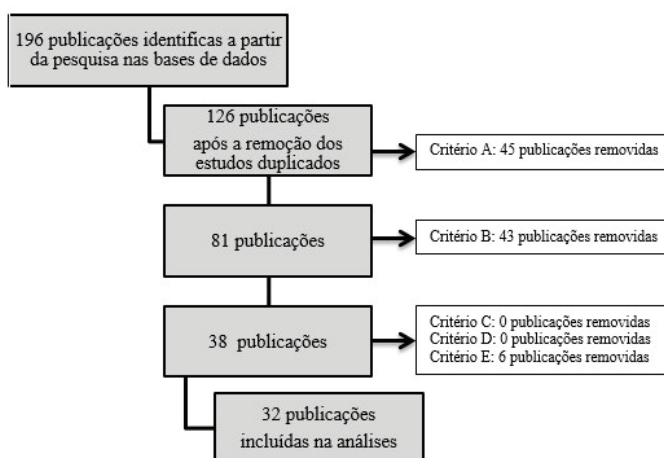 196 publicações identificas a partir
da pesquisa nas bases de dados
126 publicações
após a remoção dos
estudos duplicados
Critério A: 45 publicações removidas
81 publicações
Critério B: 43 publicações removidas
38 publicações
Critério C: 0 publicações removidas
Critério D: 0 publicações removidas
Critério E: 6 publicações removidas
32 publicações
incluídas na análises